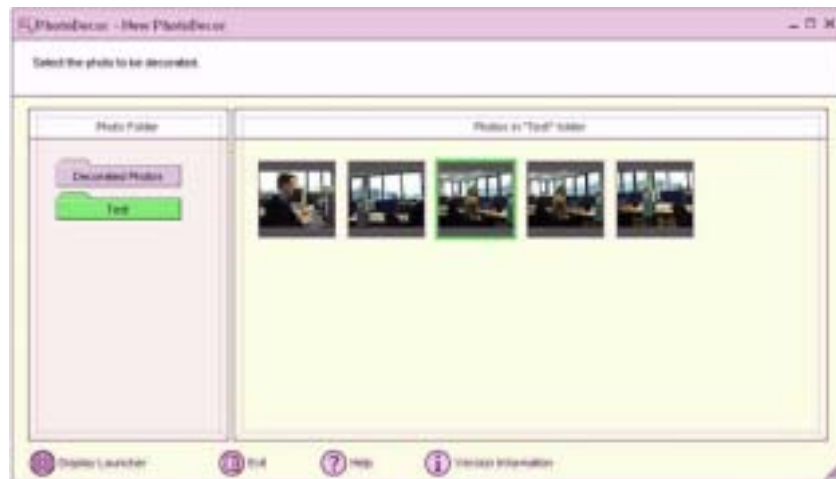 PhotoDecor - New PhotoDecor
Select the photo to be decorated.
Photo Folder
Photos in "Test" folder
Decorated Photos
Test
Display Launcher
Exit
Help
Version Information